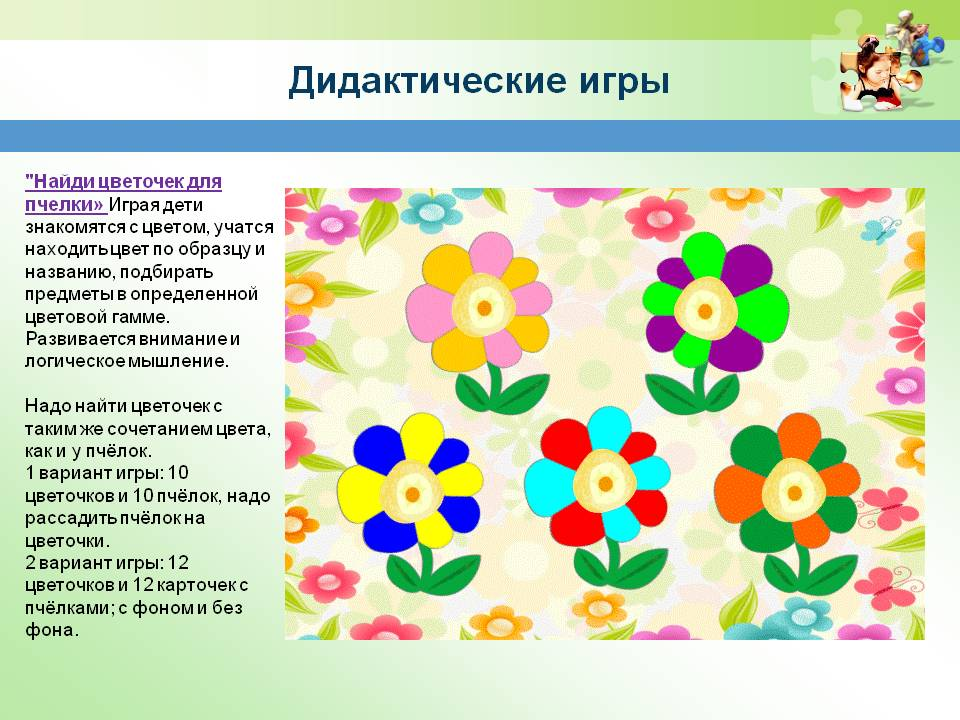 Дидактические игры
"Найди цветочек для
пчелки» Играя дети
знакомятся с цветом, учатся
находить цвет по образцу и
названию, подбирать
предметы в определенной
цветовой гамме.
Развивается внимание и
логическое мышление.
Надо найти цветочек с
таким же сочетанием цвета,
как и у пчёлок.
1 вариант игры: 10
цветочков и 10 пчёлок, надо
рассадить пчёлок на
цветочки.
2 вариант игры: 12
цветочков и 12 карточек с
пчёлками; с фоном и без
фона.